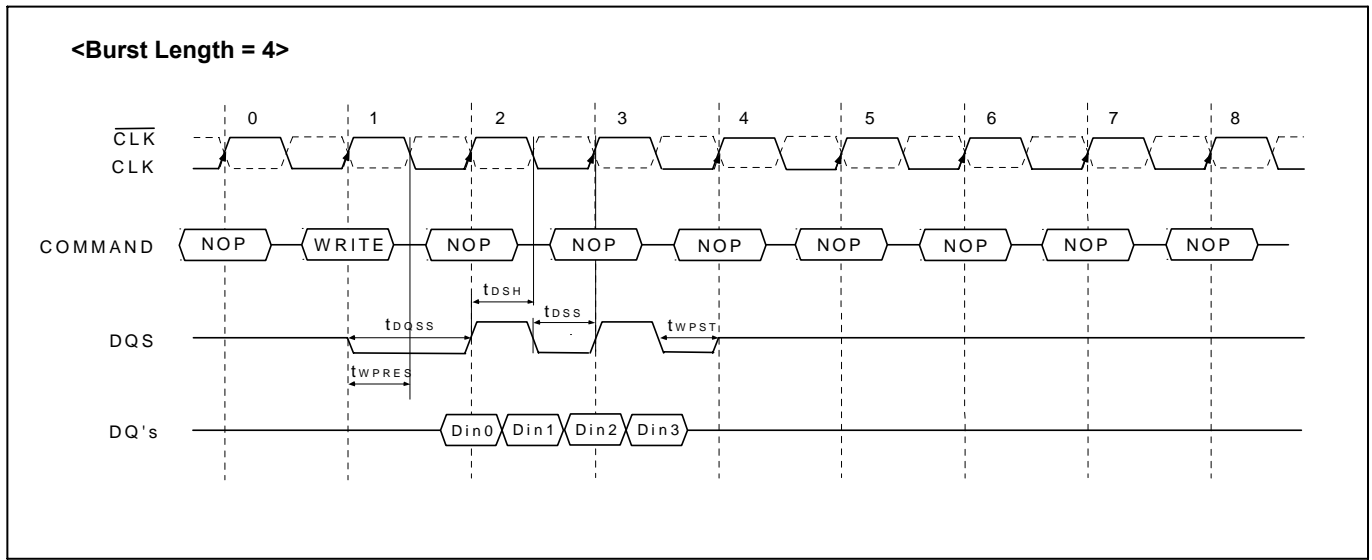 <Burst Length = 4>
0 1 2 3 4 5 6 7 8
CLK
CLK
COMMAND NOP WRITE NOP NOP NOP NOP NOP NOP NOP
tDSH
tDQSS tDSS tWPST
DQS
tWPRES
DQ's Din0 Din1 Din2 Din3